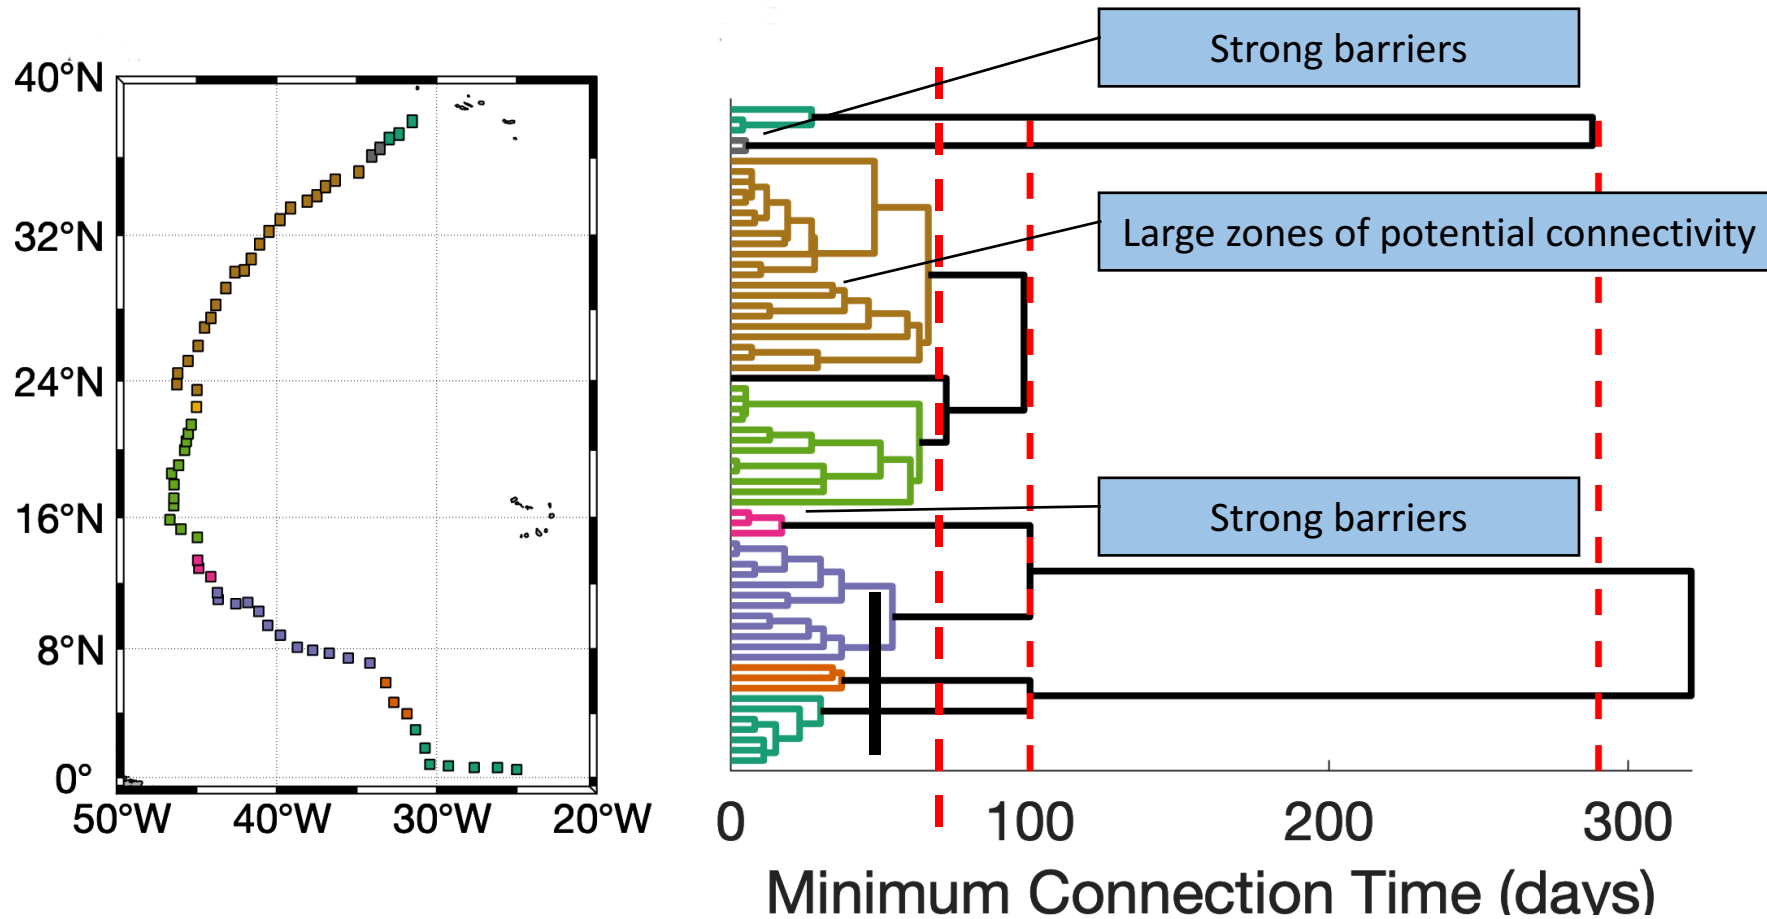 Strong barriers
40°N
32°N
Large zones of potential connectivity
24°N
16°N
Strong barriers
8°N
0°
50°W 40°W 30°W 20°W
0 100 200 300
Minimum Connection Time (days)